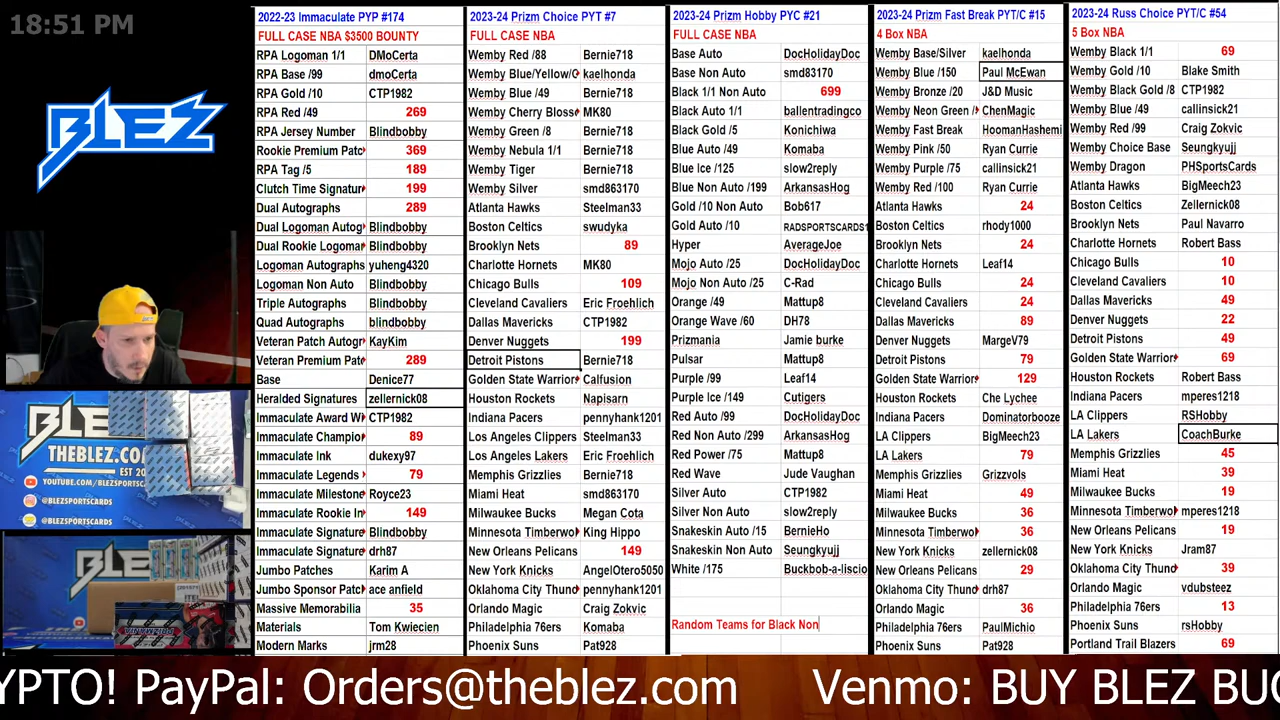 18:51 PM
BLEZ
BLEZ
THEBLEZ.COM
EST 20
YOUTUBE.COM/BLEZSPORTSCARDS
@BLEZSPORTSCARDS
@BLEZSPORTSCARDS
2022-23 Immaculate PYP #174
FULL CASE NBA $3500 BOUNTY
RPA Logoman 1/1 DMoCerta
RPA Base /99 dmoCerta
RPA Gold /10 CTP1982
RPA Red /49 269
RPA Jersey Number Blindbobby
Rookie Premium Patc 369
RPA Tag /5 189
Clutch Time Signatur 199
Dual Autographs 289
Dual Logoman Autog Blindbobby
Dual Rookie Logoma Blindbobby
Logoman Autographs yuheng4320
Logoman Non Auto Blindbobby
Triple Autographs Blindbobby
Quad Autographs blindbobby
Veteran Patch Autogr KayKim
Veteran Premium Pat 289
Base Denice77
Heralded Signatures zellernick08
Immaculate Award Wi CTP1982
Immaculate Champio 89
Immaculate Ink dukexy97
Immaculate Legends 79
Immaculate Mileston Royce23
Immaculate Rookie In 149
Immaculate Signatur Blindbobby
Immaculate Signatur drh87
Jumbo Patches Karim A
Jumbo Sponsor Patc ace anfield
Massive Memorabilia 35
Materials Tom Kwiecien
Modern Marks jrm28
2023-24 Prizm Choice PYT #7
FULL CASE NBA
Wemby Red /88 Bernie718
Wemby Blue/Yellow/G kaelhonda
Wemby Blue /49 Bernie718
Wemby Cherry Bloss MK80
Wemby Green /8 Bernie718
Wemby Nebula 1/1 Bernie718
Wemby Tiger Bernie718
Wemby Silver smd863170
Atlanta Hawks Steelman33
Boston Celtics swudyka
Brooklyn Nets 89
Charlotte Hornets MK80
Chicago Bulls 109
Cleveland Cavaliers Eric Froehlich
Dallas Mavericks CTP1982
Denver Nuggets 199
Detroit Pistons Bernie718
Golden State Warrior Calfusion
Houston Rockets Napisarn
Indiana Pacers pennyhank1201
Los Angeles Clippers Steelman33
Los Angeles Lakers Eric Froehlich
Memphis Grizzlies Bernie718
Miami Heat smd863170
Milwaukee Bucks Megan Cota
Minnesota Timberwo King Hippo
New Orleans Pelicans 149
New York Knicks AngelOtero5050
Oklahoma City Thun pennyhank1201
Orlando Magic Craig Zokvic
Philadelphia 76ers Komaba
Phoenix Suns Pat928
2023-24 Prizm Hobby PYC #21
FULL CASE NBA
Base Auto DocHolidayDoc
Base Non Auto smd83170
Black 1/1 Non Auto 699
Black Auto 1/1 ballentradingco
Black Gold /5 Konichiwa
Blue Auto /49 Komaba
Blue Ice /125 slow2reply
Blue Non Auto /199 ArkansasHog
Gold /10 Non Auto Bob617
Gold Auto /10 RADSPORTSCARDS1
Hyper AverageJoe
Mojo Auto /25 DocHolidayDoc
Mojo Non Auto /25 C-Rad
Orange /49 Mattup8
Orange Wave /60 DH78
Prizmania Jamie burke
Pulsar Mattup8
Purple /99 Leaf14
Purple Ice /149 Cutigers
Red Auto /99 DocHolidayDoc
Red Non Auto /299 ArkansasHog
Red Power /75 Mattup8
Red Wave Jude Vaughan
Silver Auto CTP1982
Silver Non Auto slow2reply
Snakeskin Auto /15 BernieHo
Snakeskin Non Auto Seungkyujj
White /175 Buckbob-a-liscio
Random Teams for Black Non
2023-24 Prizm Fast Break PYT/C #15
4 Box NBA
Wemby Base/Silver kaelhonda
Wemby Blue /150 Paul McEwan
Wemby Bronze /20 J&D Music
Wemby Neon Green / ChenMagic
Wemby Fast Break HoomanHashemi
Wemby Pink /50 Ryan Currie
Wemby Purple /75 callinsick21
Wemby Red /100 Ryan Currie
Atlanta Hawks 24
Boston Celtics rhody1000
Brooklyn Nets 24
Charlotte Hornets Leaf14
Chicago Bulls 24
Cleveland Cavaliers 24
Dallas Mavericks 89
Denver Nuggets MargeV79
Detroit Pistons 79
Golden State Warrior 129
Houston Rockets Che Lychee
Indiana Pacers Dominatorbooze
LA Clippers BigMeech23
LA Lakers 79
Memphis Grizzlies Grizzvols
Miami Heat 49
Milwaukee Bucks 36
Minnesota Timberwo 36
New York Knicks zellernick08
New Orleans Pelicans 29
Oklahoma City Thund drh87
Orlando Magic 36
Philadelphia 76ers PaulMichio
Phoenix Suns Pat928
2023-24 Russ Choice PYT/C #54
5 Box NBA
Wemby Black 1/1 69
Wemby Gold /10 Blake Smith
Wemby Black Gold /8 CTP1982
Wemby Blue /49 callinsick21
Wemby Red /99 Craig Zokvic
Wemby Choice Base Seungkyujj
Wemby Dragon PHSportsCards
Atlanta Hawks BigMeech23
Boston Celtics Zellernick08
Brooklyn Nets Paul Navarro
Charlotte Hornets Robert Bass
Chicago Bulls 10
Cleveland Cavaliers 10
Dallas Mavericks 49
Denver Nuggets 22
Detroit Pistons 49
Golden State Warrior 69
Houston Rockets Robert Bass
Indiana Pacers mperes1218
LA Clippers RSHobby
LA Lakers CoachBurke
Memphis Grizzlies 45
Miami Heat 39
Milwaukee Bucks 19
Minnesota Timberwo mperes1218
New Orleans Pelicans 19
New York Knicks Jram87
Oklahoma City Thund 39
Orlando Magic vdubsteez
Philadelphia 76ers 13
Phoenix Suns rsHobby
Portland Trail Blazers 69
YPTO! PayPal: Orders@theblez.com Venmo: BUY BLEZ BUC